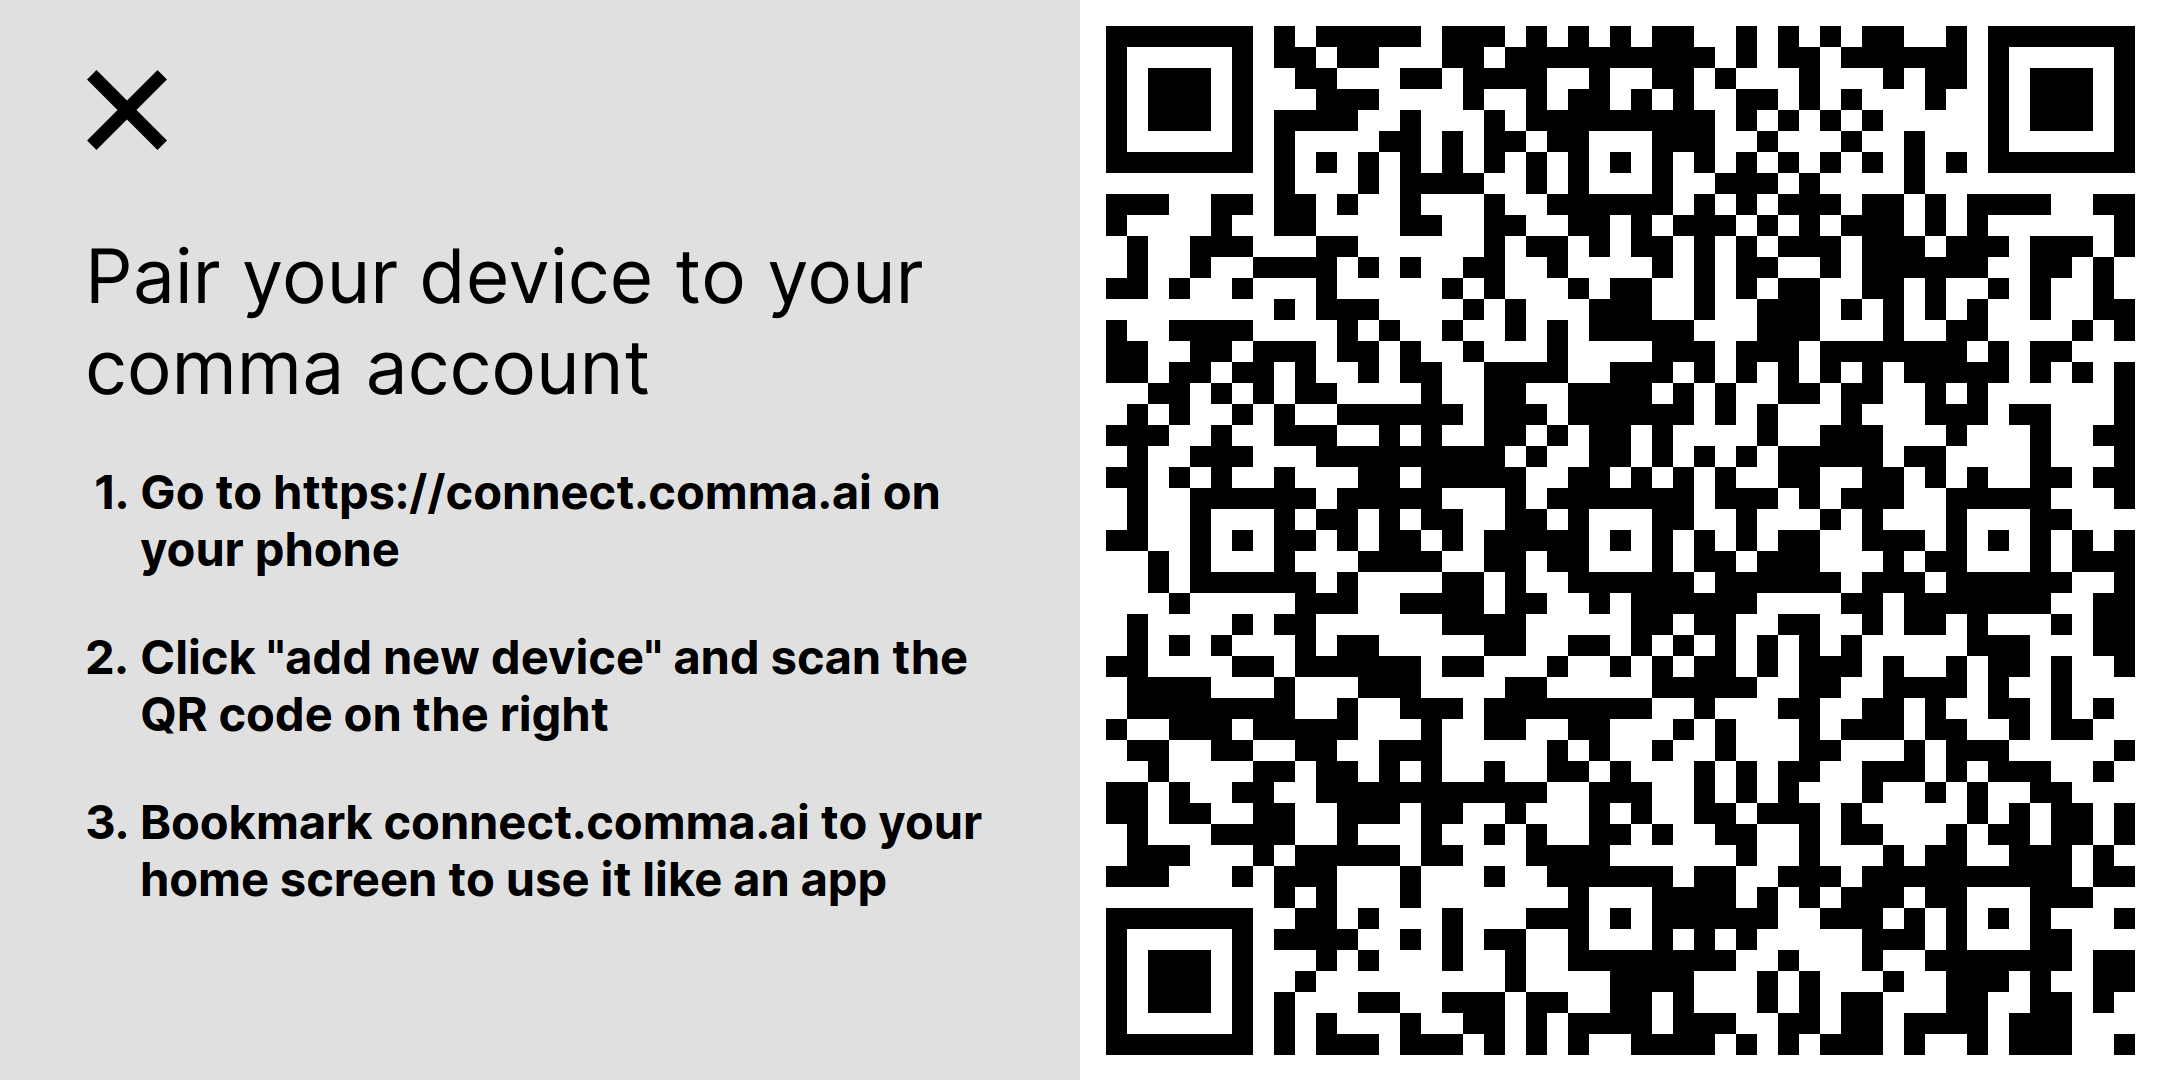 Pair your device to your
comma account
1. Go to https://connect.comma.ai on
your phone
2. Click "add new device" and scan the
QR code on the right
3. Bookmark connect.comma.ai to your
home screen to use it like an app